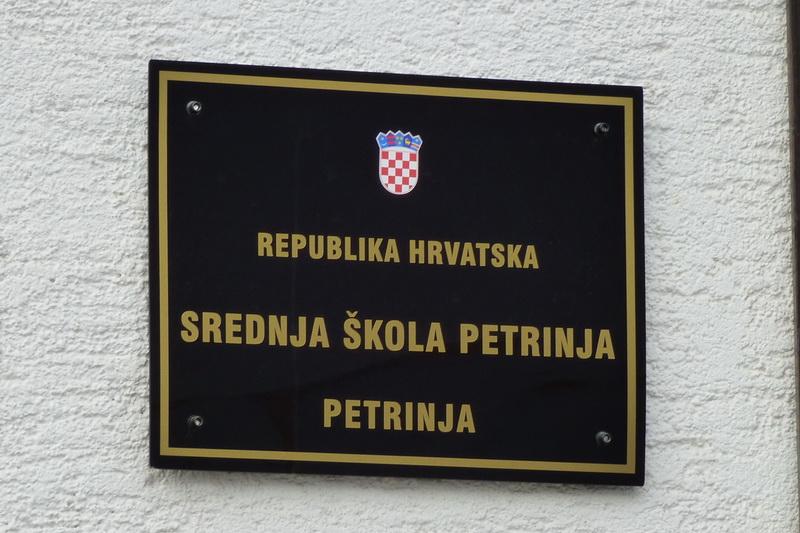 REPUBLIKA HRVATSKA
SREDNJA ŠKOLA PETRINJA
PETRINJA